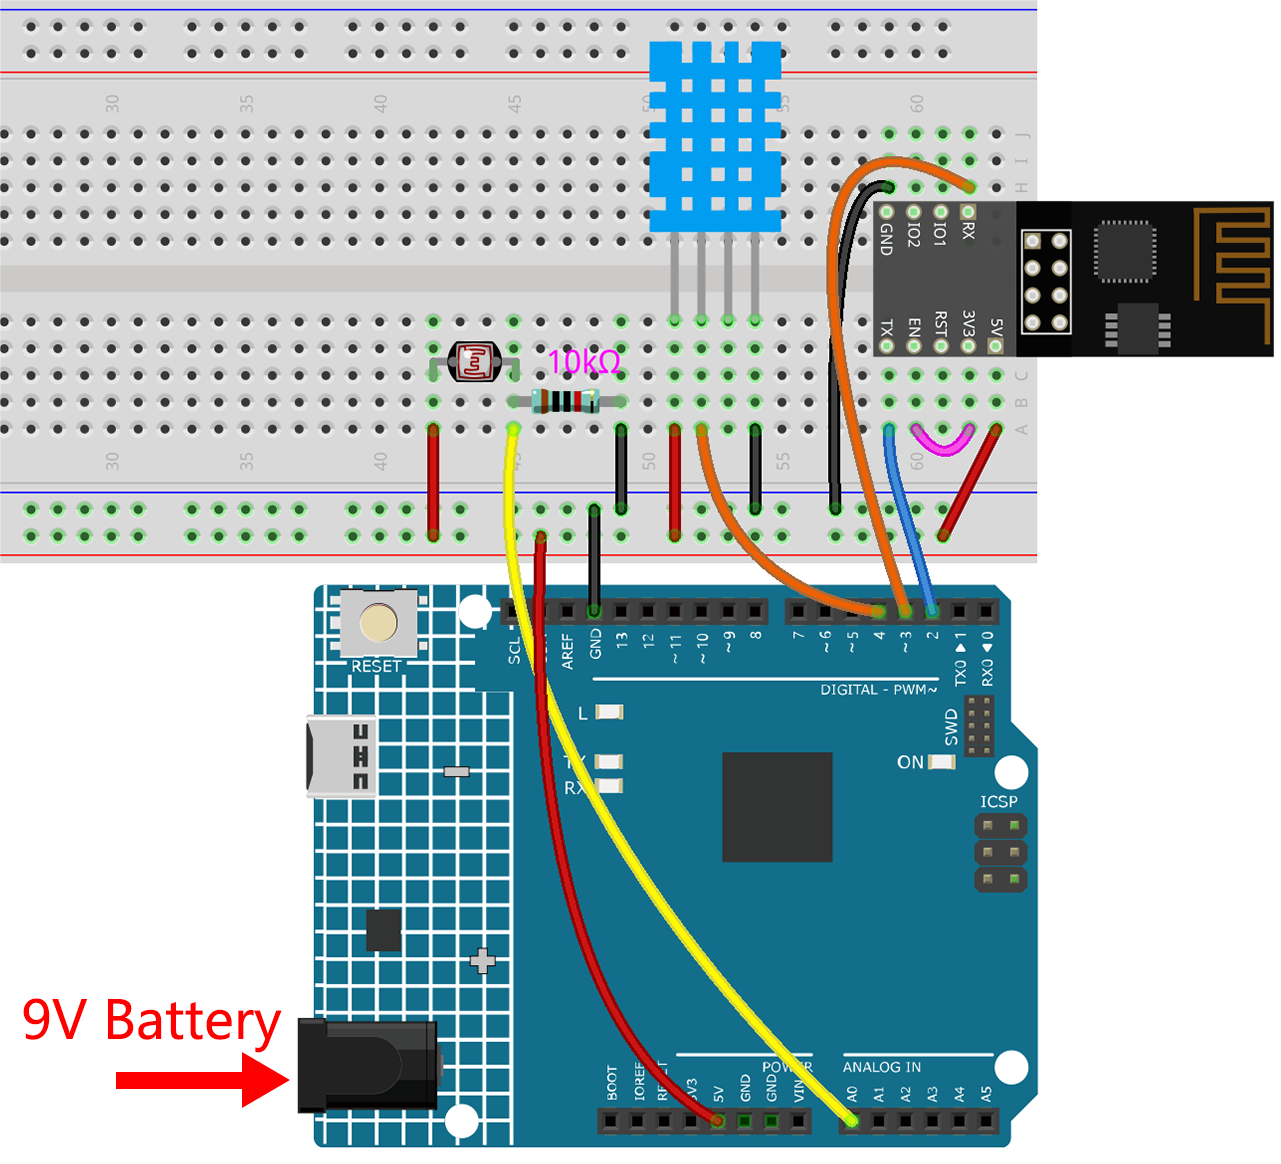 30 35 40 45 50 55 60
J
I
H
GND IO2 IO1 RX
TX EN RST 3V3 5V
10kΩ
C
B
A
30 35 40 45 50 55 60
SCL AREF GND 13 12 ~11 ~10 ~9 8 7 ~6 ~5 4 ~3 2 TX0 1 RX0 0
RESET
DIGITAL - PWM~
L
SWD
TX
ON
RX
ICSP
9V Battery
POWER
ANALOG IN
BOOT IOREF 5V GND GND VIN A0 A1 A2 A3 A4 A5